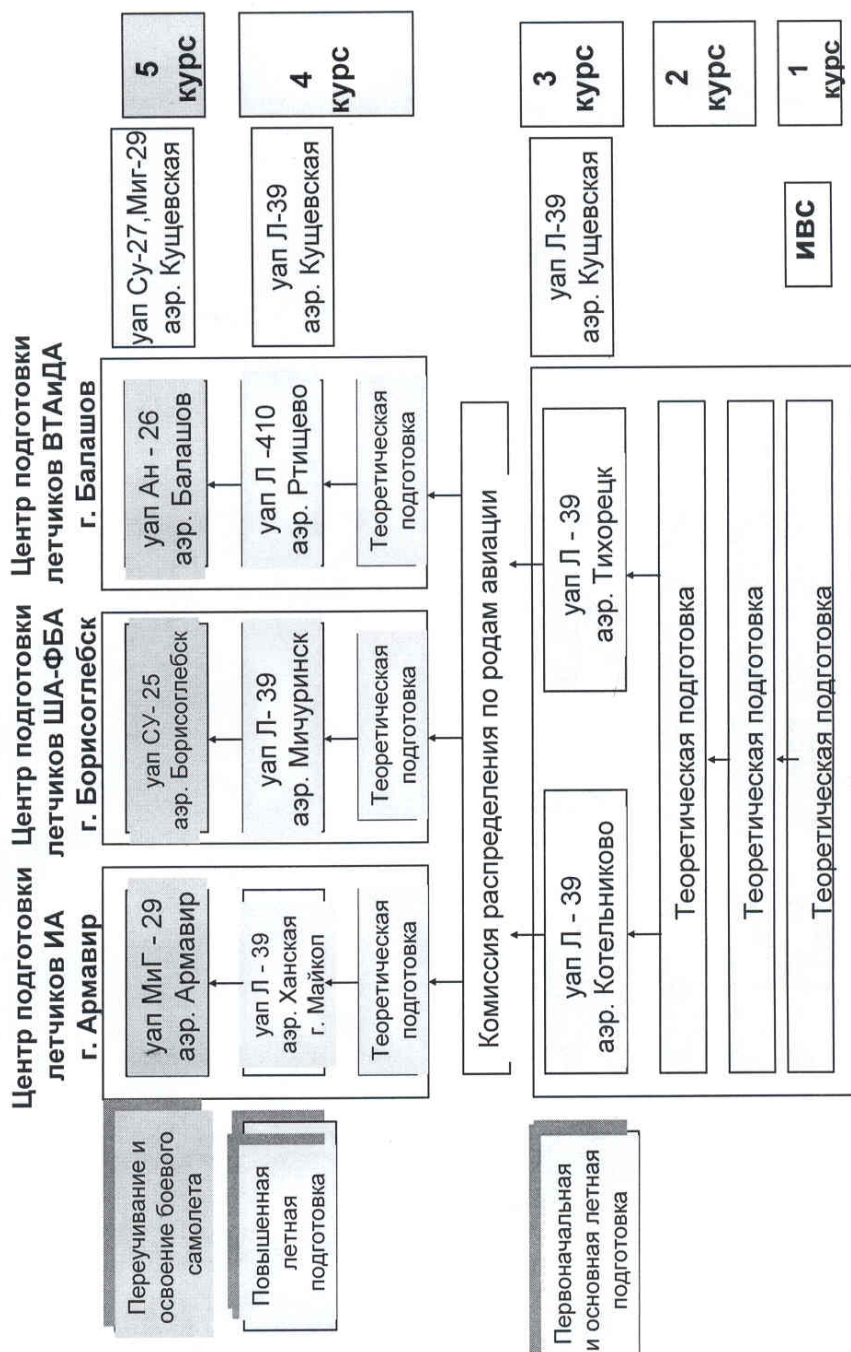 Центр подготовки
летчиков ИА
г. Армавир
Центр подготовки
летчиков ША-ФБА
г. Борисоглебск
Центр подготовки
летчиков ВТАиДА
г. Балашов
Переучивание и
освоение боевого
самолета
уап МиГ - 29
аэр. Армавир
уап СУ- 25
аэр. Борисоглебск
уап Ан - 26
аэр. Балашов
уап Су-27,Миг-29
аэр. Кущевская
5
курс
Повышенная
летная
подготовка
уап Л - 39
аэр. Ханская
г. Майкоп
уап Л- 39
аэр. Мичуринск
уап Л -410
аэр. Ртищево
уап Л-39
аэр. Кущевская
4
курс
Теоретическая
подготовка
Теоретическая
подготовка
Теоретическая
подготовка
Комиссия распределения по родам авиации
Первоначальная
и основная летная
подготовка
уап Л - 39
аэр. Котельниково
уап Л - 39
аэр. Тихорецк
уап Л-39
аэр. Кущевская
3
курс
Теоретическая подготовка
2
курс
Теоретическая подготовка
Теоретическая подготовка
ИВС
1
курс